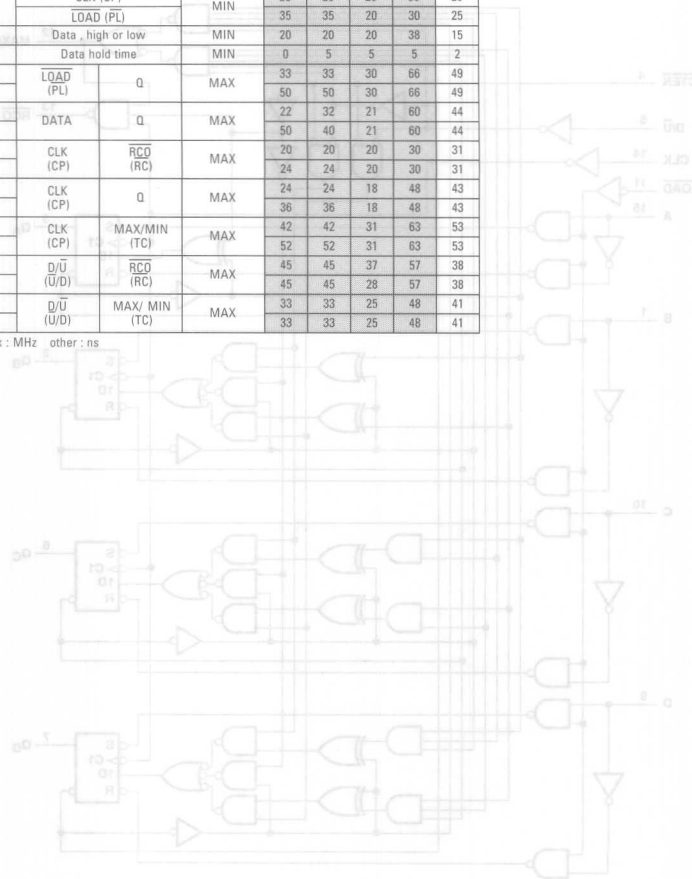 MIN
LOAD (PL) 35 35 20 30 25
Data , high or low MIN 20 20 20 38 15
Data hold time MIN 0 5 5 5 2
LOAD (PL) Q MAX 33 33 30 66 49
50 50 30 66 49
DATA Q MAX 22 32 21 60 44
50 40 21 60 44
CLK (CP) RCO (RC) MAX 20 20 20 30 31
24 24 20 30 31
CLK (CP) Q MAX 24 24 18 48 43
36 36 18 48 43
CLK (CP) MAX/MIN (TC) MAX 42 42 31 63 53
52 52 31 63 53
D/U̅ (U̅/D) RCO (RC) MAX 45 45 37 57 38
45 45 28 57 38
D/U̅ (U/D) MAX/ MIN (TC) MAX 33 33 25 48 41
33 33 25 48 41
: MHz other : ns